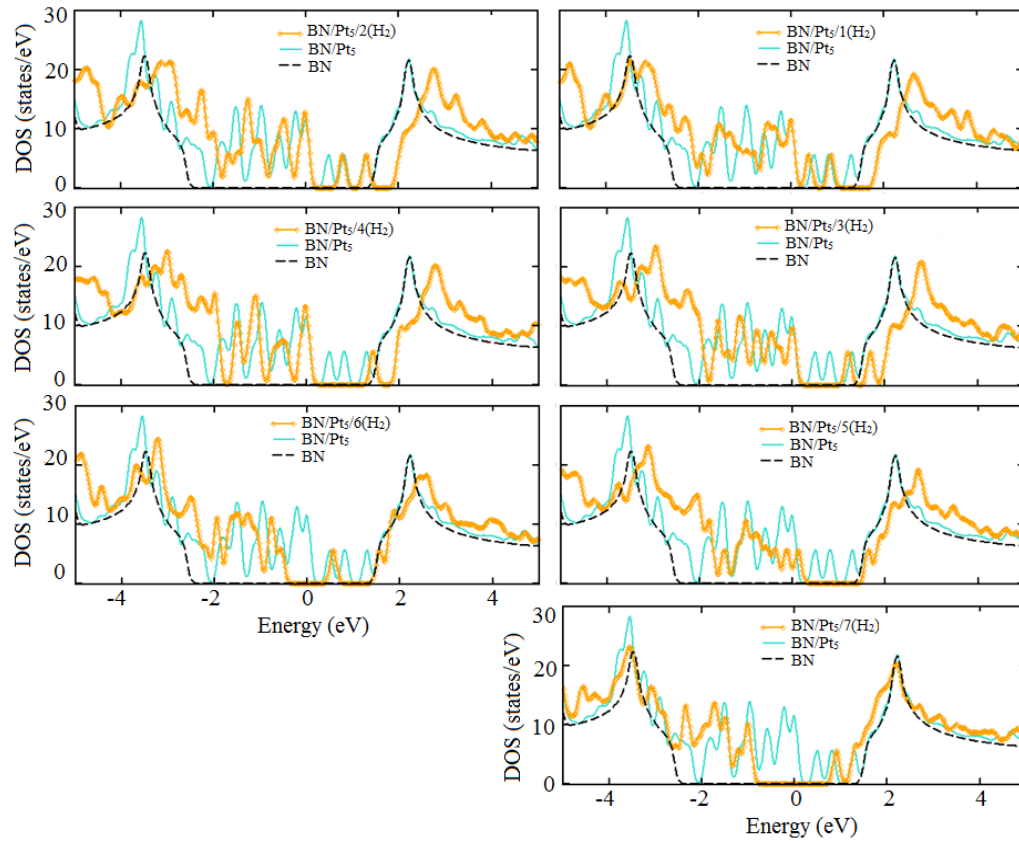 DOS (states/eV)
30
20
10
0
BN/Pt₅/2(H₂)
BN/Pt₅
BN
BN/Pt₅/1(H₂)
BN/Pt₅
BN
DOS (states/eV)
30
20
10
0
BN/Pt₅/4(H₂)
BN/Pt₅
BN
BN/Pt₅/3(H₂)
BN/Pt₅
BN
DOS (states/eV)
30
20
10
0
BN/Pt₅/6(H₂)
BN/Pt₅
BN
-4 -2 0 2 4
Energy (eV)
BN/Pt₅/5(H₂)
BN/Pt₅
BN
DOS (states/eV)
30
20
10
0
BN/Pt₅/7(H₂)
BN/Pt₅
BN
-4 -2 0 2 4
Energy (eV)